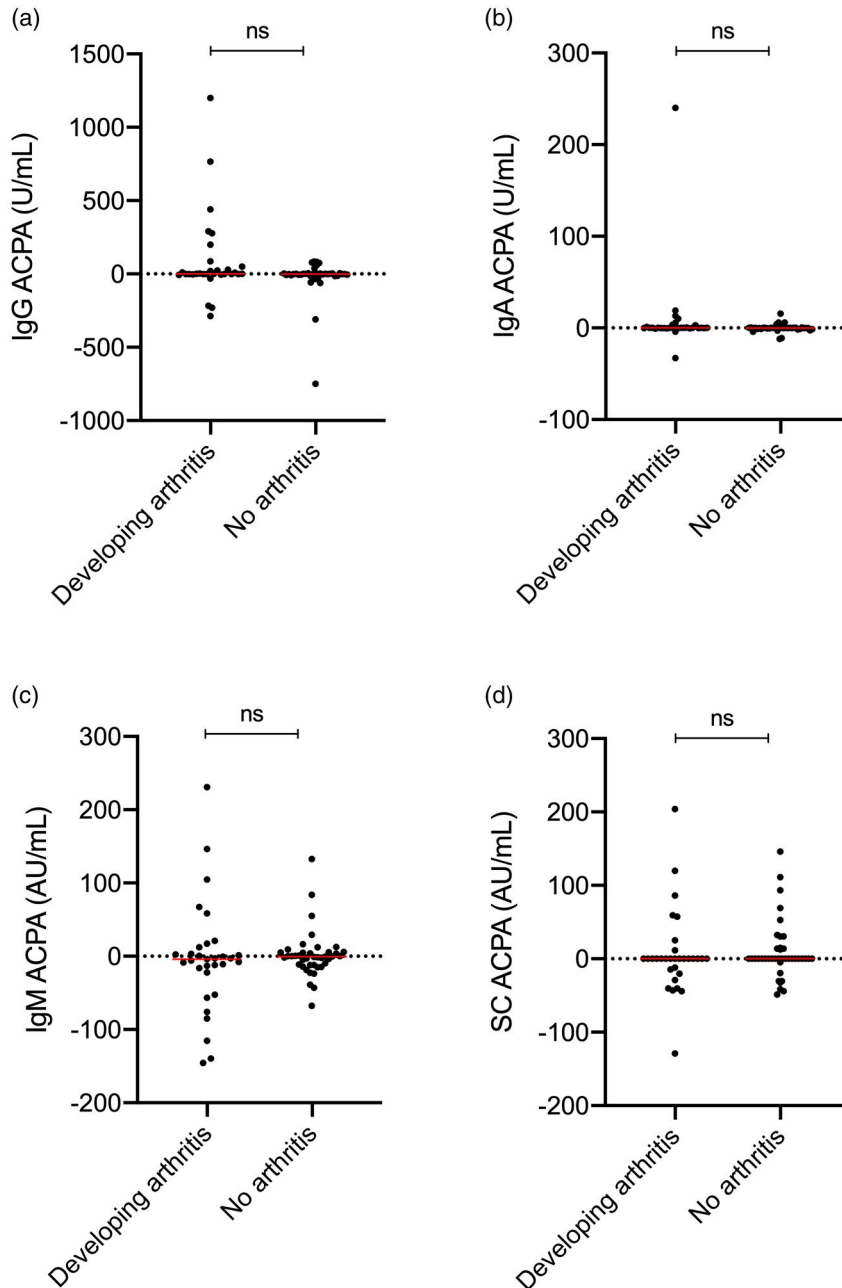 (a)
ns
1500
1000
500
0
-500
-1000
IgG ACPA (U/mL)
Developing arthritis
No arthritis
(b)
ns
300
200
100
0
-100
IgA ACPA (U/mL)
Developing arthritis
No arthritis
(c)
ns
300
200
100
0
-100
-200
IgM ACPA (AU/mL)
Developing arthritis
No arthritis
(d)
ns
300
200
100
0
-100
-200
SC ACPA (AU/mL)
Developing arthritis
No arthritis